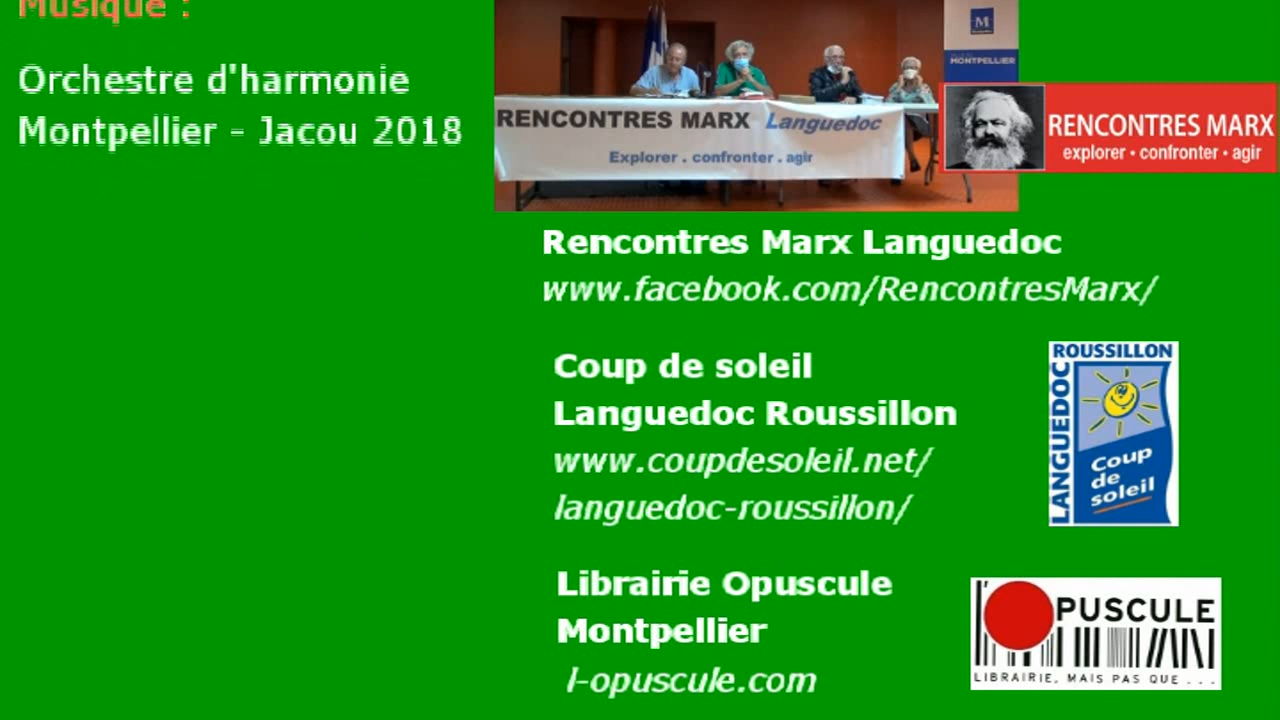 Musique :
Orchestre d'harmonie
Montpellier - Jacou 2018
MONTPELLIER
RENCONTRES MARX Languedoc
Explorer . confronter . agir
RENCONTRES MARX
explorer • confronter • agir
Rencontres Marx Languedoc
www.facebook.com/RencontresMarx/
Coup de soleil
Languedoc Roussillon
www.coupdesoleil.net/
languedoc-roussillon/
ROUSSILLON
LANGUEDOC
Coup
de
soleil
Librairie Opuscule
Montpellier
l-opuscule.com
l'OPUSCULE
LIBRAIRIE, MAIS PAS QUE ...